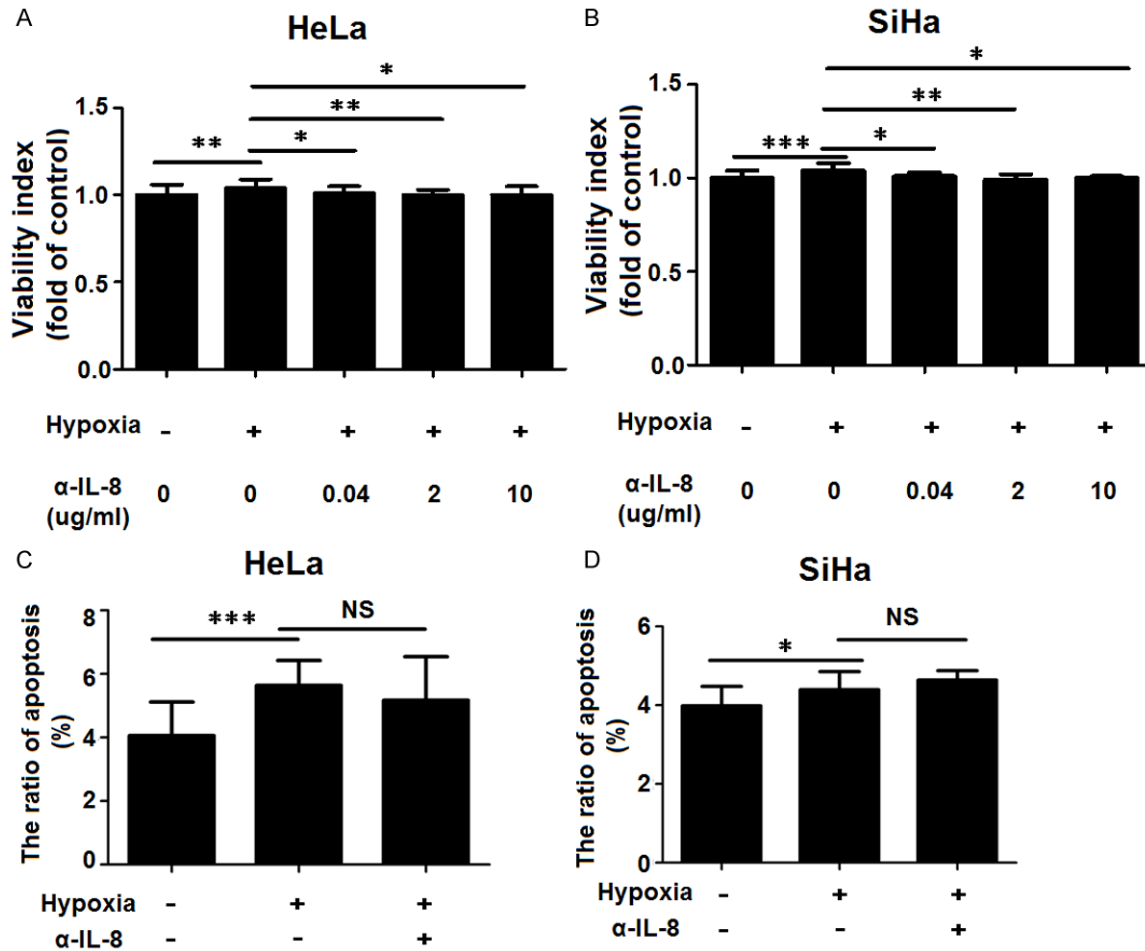 A
HeLa
Viability index
(fold of control)
1.5
1.0
0.5
0.0
**
*
**
*
Hypoxia - + + + +
α-IL-8
(ug/ml)
0 0 0.04 2 10
B
SiHa
Viability index
(fold of control)
1.5
1.0
0.5
0.0
***
*
**
*
Hypoxia - + + + +
α-IL-8
(ug/ml)
0 0 0.04 2 10
C
HeLa
The ratio of apoptosis
(%)
8
6
4
2
0
***
NS
Hypoxia - + +
α-IL-8 - - +
D
SiHa
The ratio of apoptosis
(%)
6
4
2
0
*
NS
Hypoxia - + +
α-IL-8 - - +